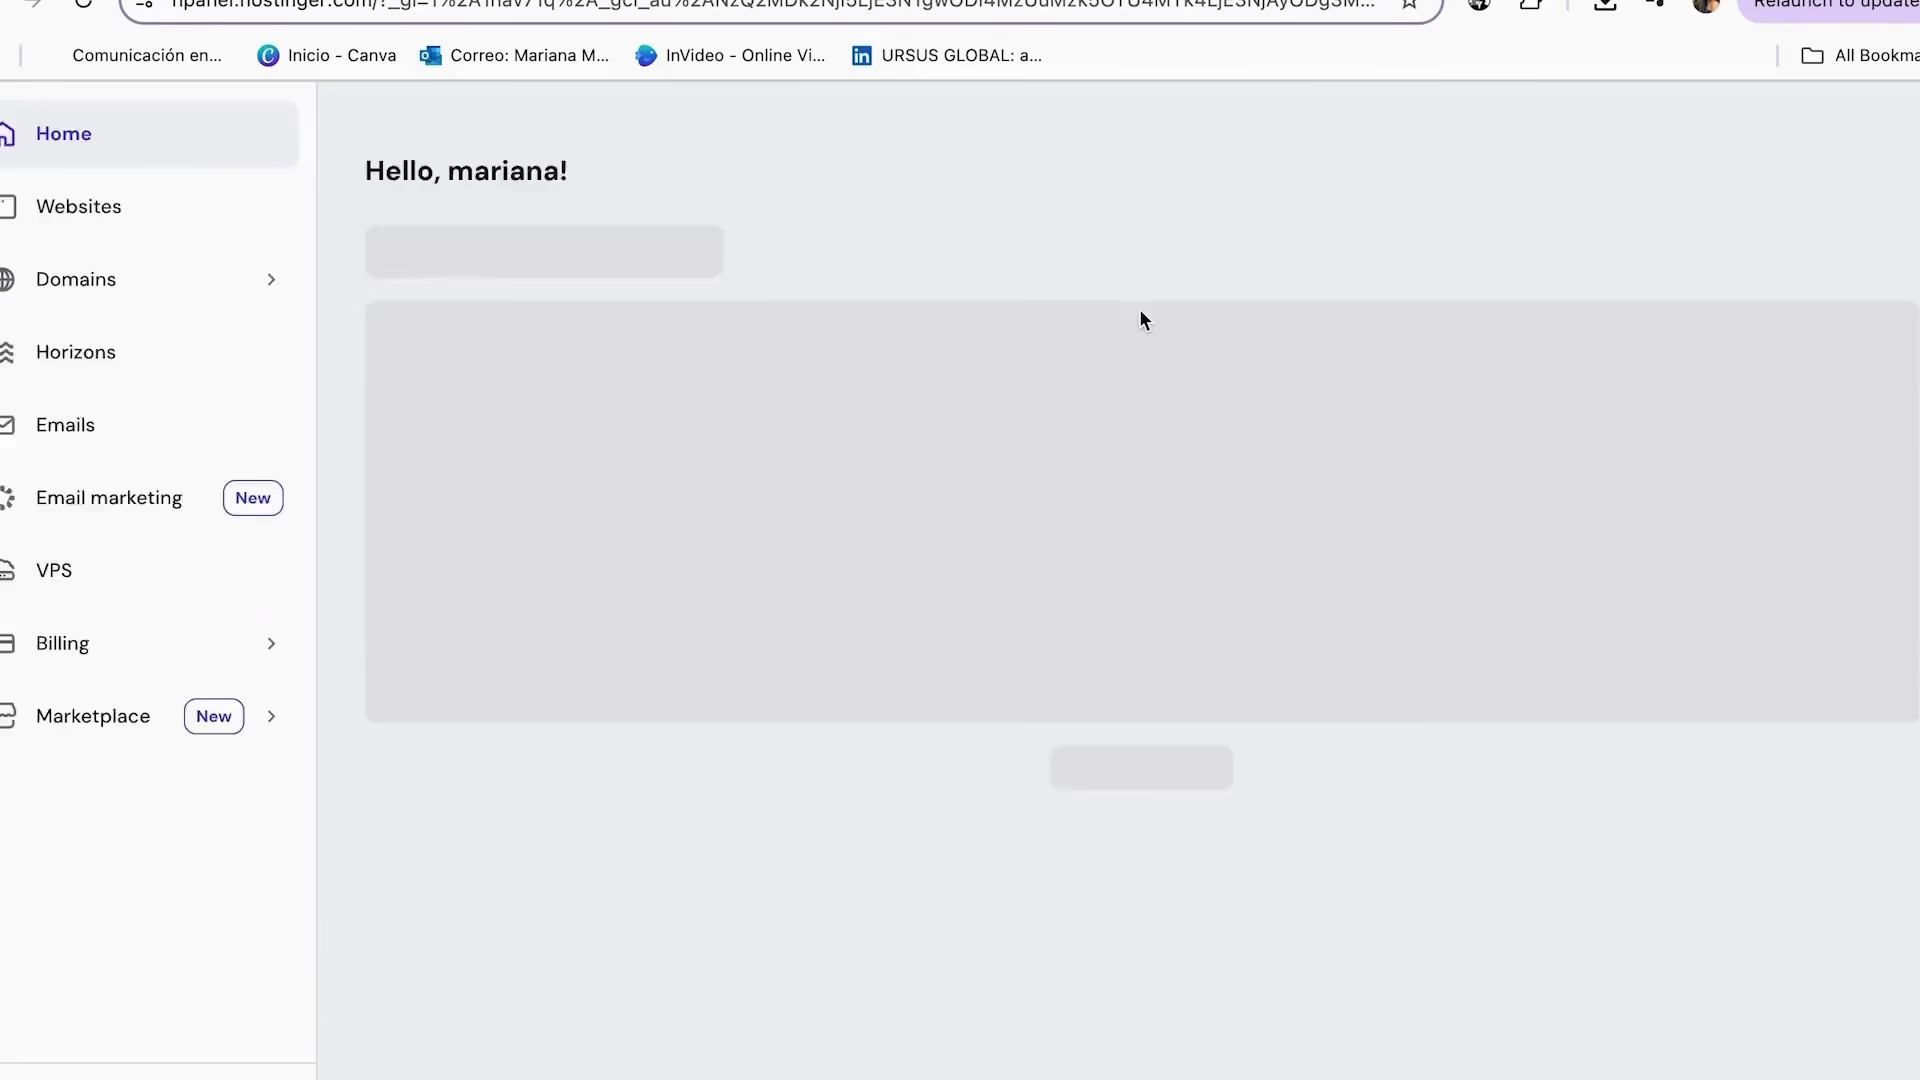 Comunicación en...
Inicio - Canva
Correo: Mariana M...
InVideo - Online Vi...
URSUS GLOBAL: a...
All Bookma
Home
Hello, mariana!
Websites
Domains
Horizons
Emails
Email marketing New
VPS
Billing
Marketplace New